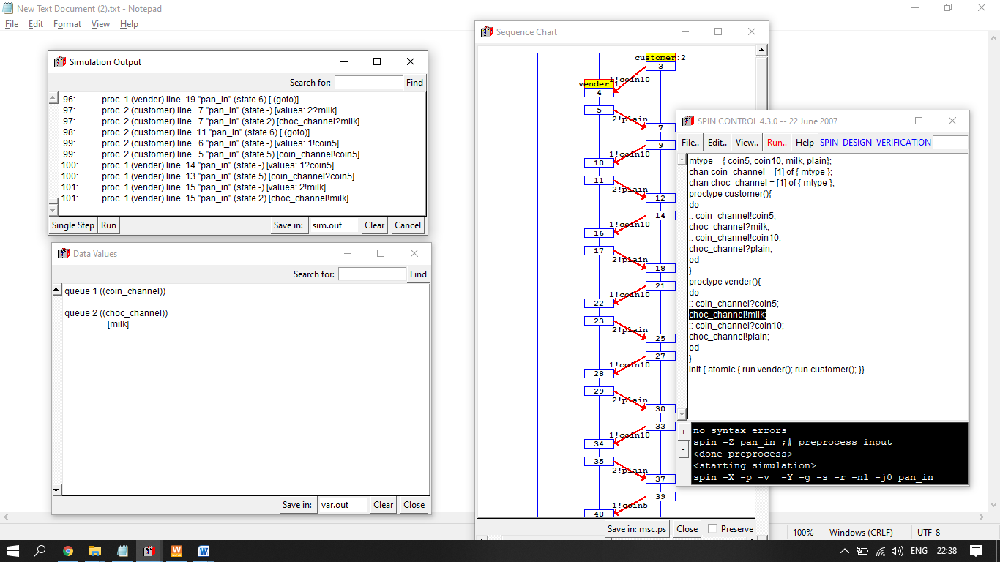 New Text Document (2).txt - Notepad
File Edit Format View Help
Simulation Output
Search for: Find
96: proc 1 (vender) line 19 "pan_in" (state 6) [.(goto)]
97: proc 2 (customer) line 7 "pan_in" (state -) [values: 2?milk]
97: proc 2 (customer) line 7 "pan_in" (state 2) [choc_channel?milk]
98: proc 2 (customer) line 11 "pan_in" (state 6) [.(goto)]
99: proc 2 (customer) line 6 "pan_in" (state -) [values: 1!coin5]
99: proc 2 (customer) line 5 "pan_in" (state 5) [coin_channel!coin5]
100: proc 1 (vender) line 14 "pan_in" (state -) [values: 1?coin5]
100: proc 1 (vender) line 13 "pan_in" (state 5) [coin_channel?coin5]
101: proc 1 (vender) line 15 "pan_in" (state -) [values: 2!milk]
101: proc 1 (vender) line 15 "pan_in" (state 2) [choc_channel!milk]
Single Step Run Save in: sim.out Clear Cancel
Data Values
Search for: Find
queue 1 ((coin_channel))
queue 2 ((choc_channel))
[milk]
Save in: var.out Clear Close
Sequence Chart
customer:2
3
1!coin10
vender:1
4
5
2!plain
7
9
1!coin10
10
11
2!plain
12
14
1!coin10
16
17
2!plain
18
21
1!coin10
22
23
2!plain
25
27
1!coin10
28
29
2!plain
30
33
1!coin10
34
35
2!plain
37
39
1!coin5
40
Save in: msc.ps Close Preserve
SPIN CONTROL 4.3.0 -- 22 June 2007
File.. Edit.. View.. Run.. Help SPIN DESIGN VERIFICATION
mtype = { coin5, coin10, milk, plain};
chan coin_channel = [1] of { mtype };
chan choc_channel = [1] of { mtype };
proctype customer(){
do
:: coin_channel!coin5;
choc_channel?milk;
:: coin_channel!coin10;
choc_channel?plain;
od
}
proctype vender(){
do
:: coin_channel?coin5;
choc_channel!milk;
:: coin_channel?coin10;
choc_channel!plain;
od
}
init { atomic { run vender(); run customer(); }}
+
-
no syntax errors
spin -Z pan_in ;# preprocess input
<done preprocess>
<starting simulation>
spin -X -p -v -Y -g -s -r -n1 -j0 pan_in
100% Windows (CRLF) UTF-8
W W ENG 22:38